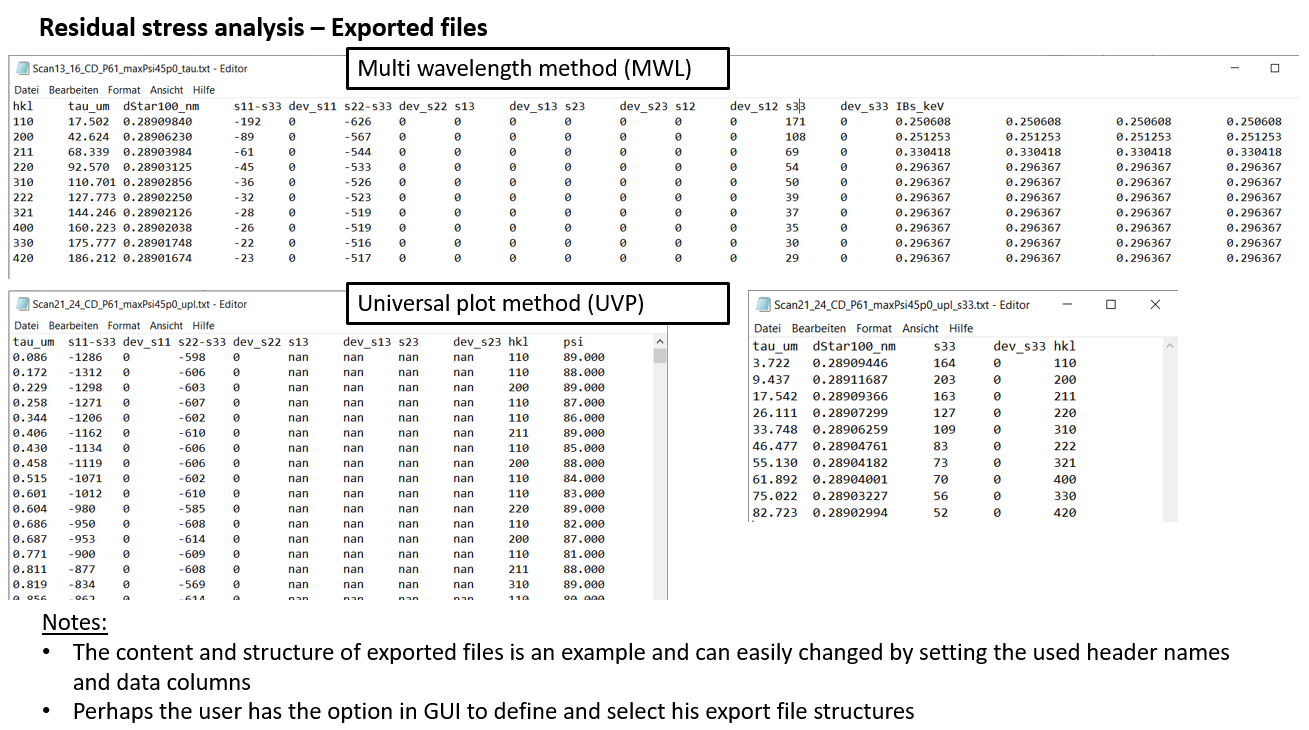 Residual stress analysis – Exported files
Scan13_16_CD_P61_maxPsi45p0_tau.txt - Editor
Multi wavelength method (MWL)
Datei Bearbeiten Format Ansicht Hilfe
hkl tau_um dStar100_nm s11-s33 dev_s11 s22-s33 dev_s22 s13 dev_s13 s23 dev_s23 s12 dev_s12 s33 dev_s33 IBs_keV
110 17.502 0.28909840 -192 0 -626 0 0 0 0 0 0 0 171 0 0.250608 0.250608 0.250608 0.250608
200 42.624 0.28906230 -89 0 -567 0 0 0 0 0 0 0 108 0 0.251253 0.251253 0.251253 0.251253
211 68.339 0.28903984 -61 0 -544 0 0 0 0 0 0 0 69 0 0.330418 0.330418 0.330418 0.330418
220 92.570 0.28903125 -45 0 -533 0 0 0 0 0 0 0 54 0 0.296367 0.296367 0.296367 0.296367
310 110.701 0.28902856 -36 0 -526 0 0 0 0 0 0 0 50 0 0.296367 0.296367 0.296367 0.296367
222 127.773 0.28902250 -32 0 -523 0 0 0 0 0 0 0 39 0 0.296367 0.296367 0.296367 0.296367
321 144.246 0.28902126 -28 0 -519 0 0 0 0 0 0 0 37 0 0.296367 0.296367 0.296367 0.296367
400 160.223 0.28902038 -26 0 -519 0 0 0 0 0 0 0 35 0 0.296367 0.296367 0.296367 0.296367
330 175.777 0.28901748 -22 0 -516 0 0 0 0 0 0 0 30 0 0.296367 0.296367 0.296367 0.296367
420 186.212 0.28901674 -23 0 -517 0 0 0 0 0 0 0 29 0 0.296367 0.296367 0.296367 0.296367
Scan21_24_CD_P61_maxPsi45p0_upl.txt - Editor
Universal plot method (UVP)
Datei Bearbeiten Format Ansicht Hilfe
tau_um s11-s33 dev_s11 s22-s33 dev_s22 s13 dev_s13 s23 dev_s23 hkl psi
0.086 -1286 0 -598 0 nan nan nan nan 110 89.000
0.172 -1312 0 -606 0 nan nan nan nan 110 88.000
0.229 -1298 0 -603 0 nan nan nan nan 200 89.000
0.258 -1271 0 -607 0 nan nan nan nan 110 87.000
0.344 -1206 0 -602 0 nan nan nan nan 110 86.000
0.406 -1162 0 -610 0 nan nan nan nan 211 89.000
0.430 -1134 0 -606 0 nan nan nan nan 110 85.000
0.458 -1119 0 -606 0 nan nan nan nan 200 88.000
0.515 -1071 0 -602 0 nan nan nan nan 110 84.000
0.601 -1012 0 -610 0 nan nan nan nan 110 83.000
0.604 -980 0 -585 0 nan nan nan nan 220 89.000
0.686 -950 0 -608 0 nan nan nan nan 110 82.000
0.687 -953 0 -614 0 nan nan nan nan 200 87.000
0.771 -900 0 -609 0 nan nan nan nan 110 81.000
0.811 -877 0 -608 0 nan nan nan nan 211 88.000
0.819 -834 0 -569 0 nan nan nan nan 310 89.000
0.856 -862 0 -614 0 nan nan nan nan 110 80.000
Scan21_24_CD_P61_maxPsi45p0_upl_s33.txt - Editor
Datei Bearbeiten Format Ansicht Hilfe
tau_um dStar100_nm s33 dev_s33 hkl
3.722 0.28909446 164 0 110
9.437 0.28911687 203 0 200
17.542 0.28909366 163 0 211
26.111 0.28907299 127 0 220
33.748 0.28906259 109 0 310
46.477 0.28904761 83 0 222
55.130 0.28904182 73 0 321
61.892 0.28904001 70 0 400
75.022 0.28903227 56 0 330
82.723 0.28902994 52 0 420
Notes:
• The content and structure of exported files is an example and can easily changed by setting the used header names
and data columns
• Perhaps the user has the option in GUI to define and select his export file structures